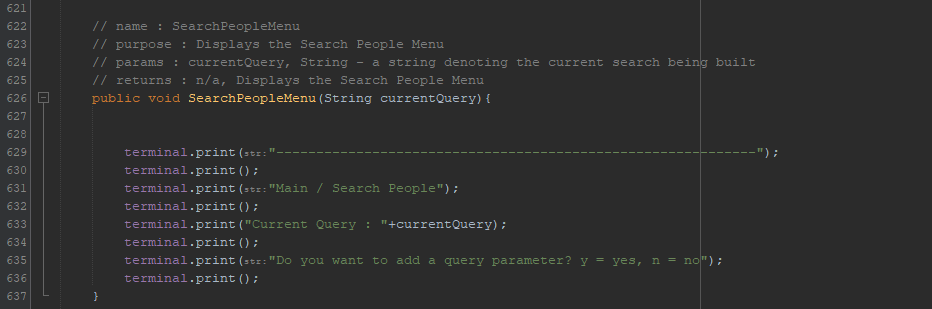 621
622 // name : SearchPeopleMenu
623 // purpose : Displays the Search People Menu
624 // params : currentQuery, String - a string denoting the current search being built
625 // returns : n/a, Displays the Search People Menu
626 public void SearchPeopleMenu(String currentQuery){
627
628
629 terminal.print(str:"------------------------------------------------------------");
630 terminal.print();
631 terminal.print(str:"Main / Search People");
632 terminal.print();
633 terminal.print("Current Query : "+currentQuery);
634 terminal.print();
635 terminal.print(str:"Do you want to add a query parameter? y = yes, n = no");
636 terminal.print();
637 }